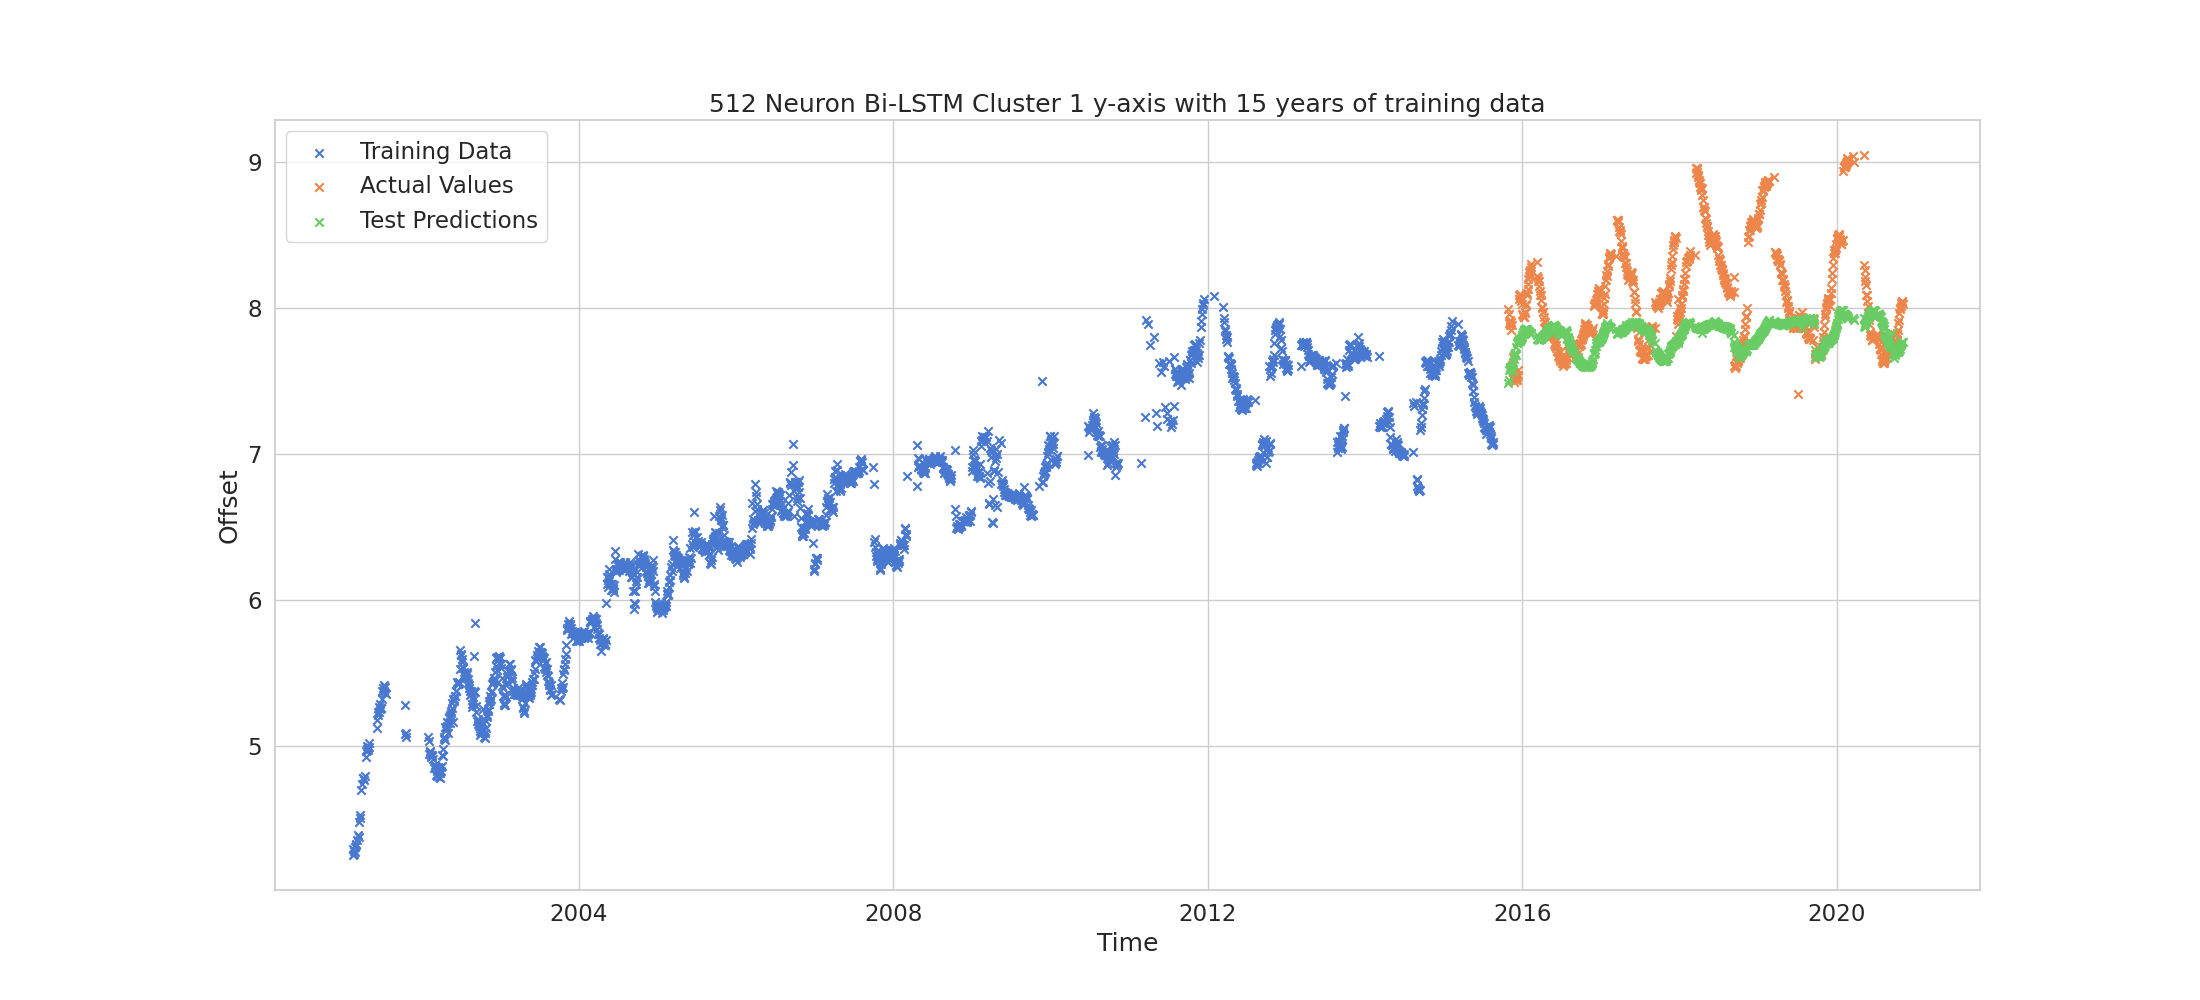 512 Neuron Bi-LSTM Cluster 1 y-axis with 15 years of training data
Training Data
Actual Values
Test Predictions
9
8
7
6
5
Offset
2004 2008 2012 2016 2020
Time